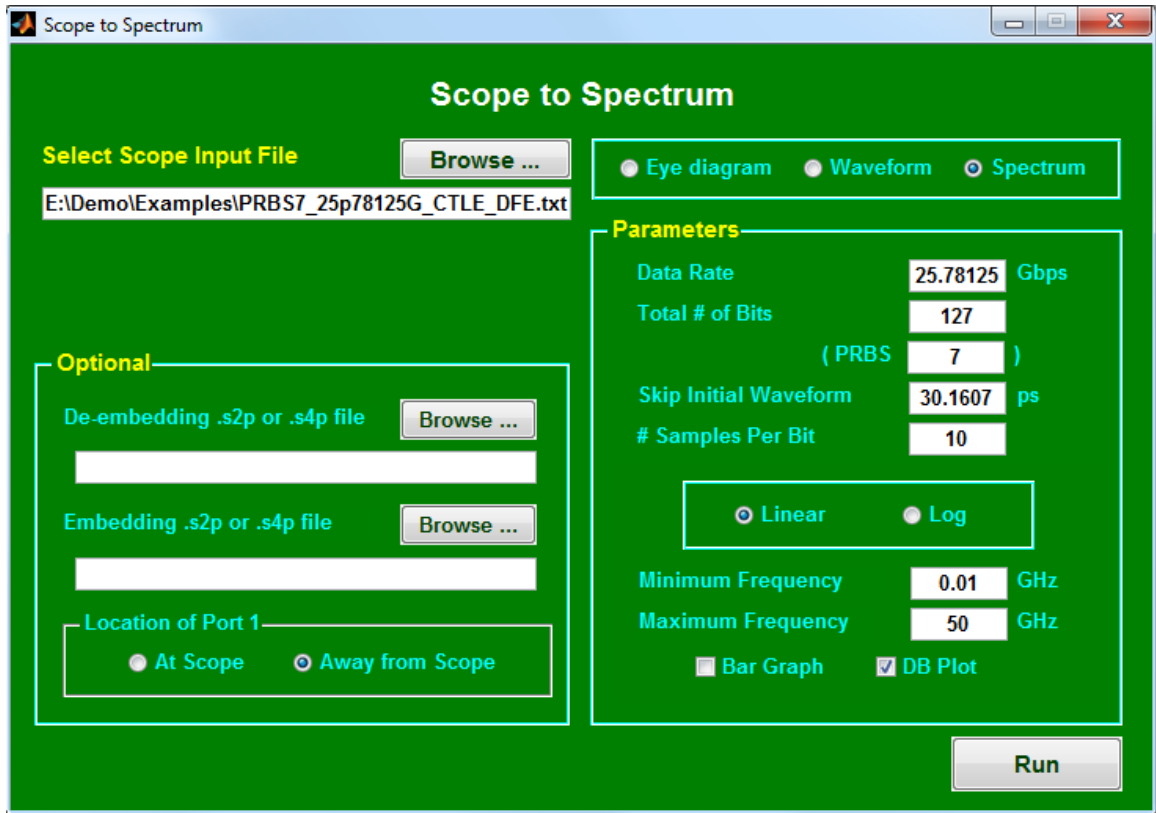 Scope to Spectrum
Scope to Spectrum
Select Scope Input File
Browse ...
E:\Demo\Examples\PRBS7_25p78125G_CTLE_DFE.txt
Eye diagram Waveform Spectrum
Optional
De-embedding .s2p or .s4p file Browse ...
Embedding .s2p or .s4p file Browse ...
Location of Port 1
At Scope Away from Scope
Parameters
Data Rate 25.78125 Gbps
Total # of Bits 127
( PRBS 7 )
Skip Initial Waveform 30.1607 ps
# Samples Per Bit 10
Linear Log
Minimum Frequency 0.01 GHz
Maximum Frequency 50 GHz
Bar Graph DB Plot
Run